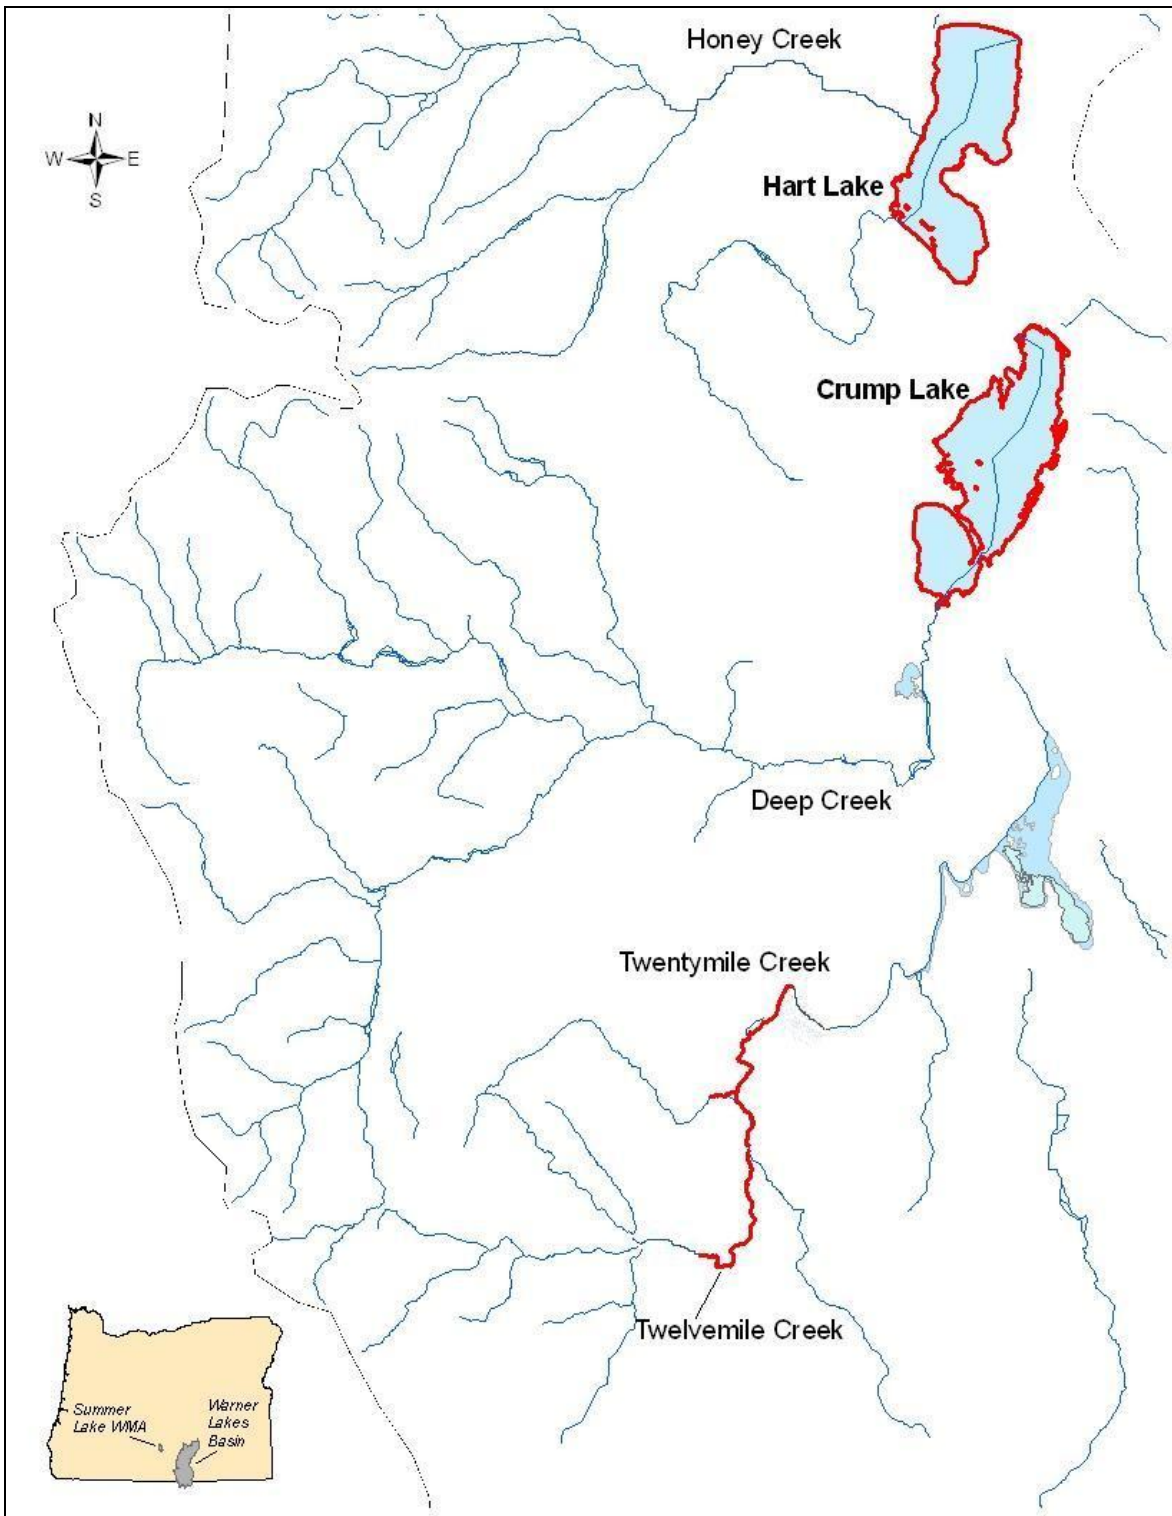 Honey Creek
N
W
E
S
Hart Lake
Crump Lake
Deep Creek
Twentymile Creek
Twelvemile Creek
Summer
Lake WMA
Warner
Lakes
Basin